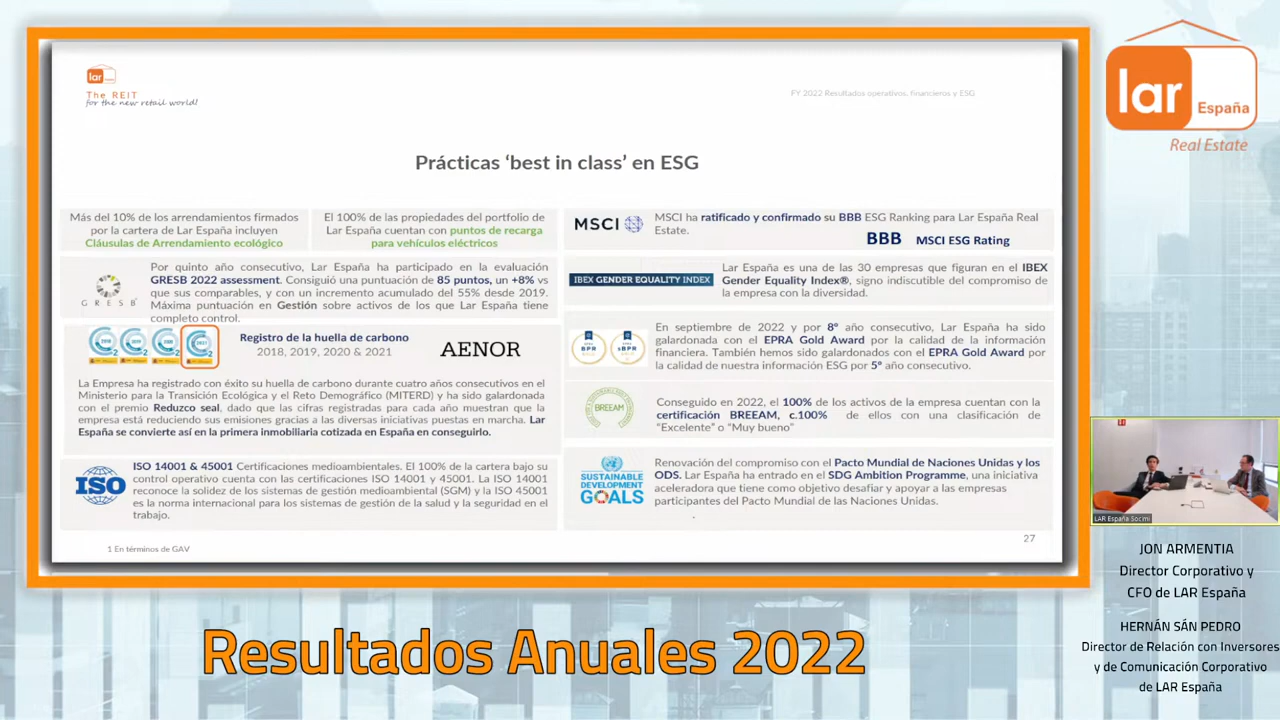 lar
The REIT
for the new retail world!
FY 2022 Resultados operativos, financieros y ESG
Prácticas ‘best in class’ en ESG
Más del 10% de los arrendamientos firmados
por la cartera de Lar España incluyen
Cláusulas de Arrendamiento ecológico
El 100% de las propiedades del portfolio de
Lar España cuentan con puntos de recarga
para vehículos eléctricos
GRESB
Por quinto año consecutivo, Lar España ha participado en la evaluación
GRESB 2022 assessment. Consiguió una puntuación de 85 puntos, un +8% vs
que sus comparables, y con un incremento acumulado del 55% desde 2019.
Máxima puntuación en Gestión sobre activos de los que Lar España tiene
completo control.
Registro de la huella de carbono
2018, 2019, 2020 & 2021
AENOR
La Empresa ha registrado con éxito su huella de carbono durante cuatro años consecutivos en el
Ministerio para la Transición Ecológica y el Reto Demográfico (MITERD) y ha sido galardonada
con el premio Reduzco seal, dado que las cifras registradas para cada año muestran que la
empresa está reduciendo sus emisiones gracias a las diversas iniciativas puestas en marcha. Lar
España se convierte así en la primera inmobiliaria cotizada en España en conseguirlo.
ISO
ISO 14001 & 45001 Certificaciones medioambientales. El 100% de la cartera bajo su
control operativo cuenta con las certificaciones ISO 14001 y 45001. La ISO 14001
reconoce la solidez de los sistemas de gestión medioambiental (SGM) y la ISO 45001
es la norma internacional para los sistemas de gestión de la salud y la seguridad en el
trabajo.
1 En términos de GAV
MSCI
MSCI ha ratificado y confirmado su BBB ESG Ranking para Lar España Real
Estate.
BBB MSCI ESG Rating
IBEX GENDER EQUALITY INDEX
Lar España es una de las 30 empresas que figuran en el IBEX
Gender Equality Index®, signo indiscutible del compromiso de
la empresa con la diversidad.
BPR
sBPR
En septiembre de 2022 y por 8º año consecutivo, Lar España ha sido
galardonada con el EPRA Gold Award por la calidad de la información
financiera. También hemos sido galardonados con el EPRA Gold Award por
la calidad de nuestra información ESG por 5º año consecutivo.
BREEAM
Conseguido en 2022, el 100% de los activos de la empresa cuentan con la
certificación BREEAM, c.100% de ellos con una clasificación de
“Excelente” o “Muy bueno”
SUSTAINABLE
DEVELOPMENT
GOALS
Renovación del compromiso con el Pacto Mundial de Naciones Unidas y los
ODS. Lar España ha entrado en el SDG Ambition Programme, una iniciativa
aceleradora que tiene como objetivo desafiar y apoyar a las empresas
participantes del Pacto Mundial de las Naciones Unidas.
27
lar
España
Real Estate
LAR España Socimi
JON ARMENTIA
Director Corporativo y
CFO de LAR España
HERNÁN SÁN PEDRO
Director de Relación con Inversores
y de Comunicación Corporativo
de LAR España
Resultados Anuales 2022